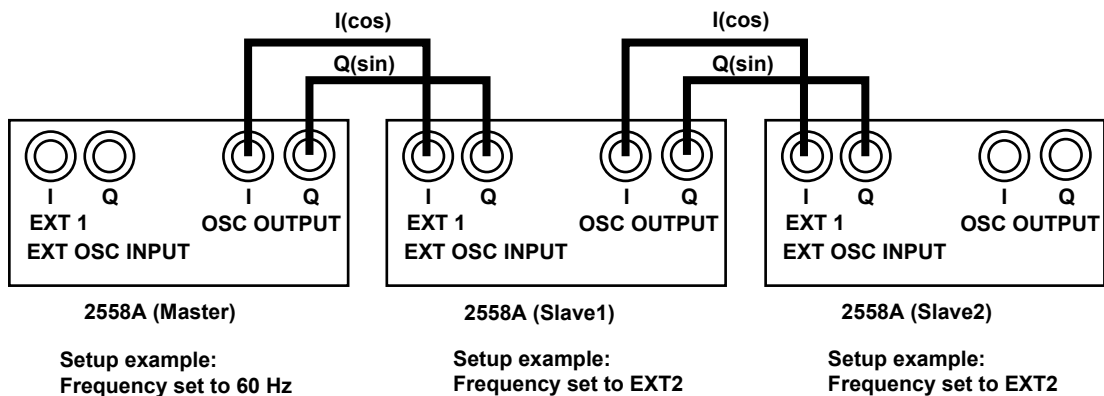 I(cos)
I(cos)
Q(sin)
Q(sin)
I Q I Q
EXT 1 OSC OUTPUT
EXT OSC INPUT
I Q I Q
EXT 1 OSC OUTPUT
EXT OSC INPUT
I Q I Q
EXT 1 OSC OUTPUT
EXT OSC INPUT
2558A (Master)
Setup example:
Frequency set to 60 Hz
2558A (Slave1)
Setup example:
Frequency set to EXT2
2558A (Slave2)
Setup example:
Frequency set to EXT2